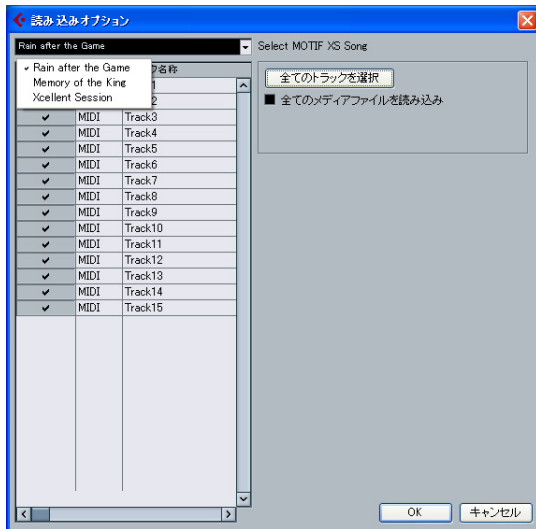 読み込みオプション
Rain after the Game
Select MOTIF XS Song
Rain after the Game
Memory of the King
Xcellent Session
ク名称
1
2
全てのトラックを選択
全てのメディアファイルを読み込み
MIDI Track3
MIDI Track4
MIDI Track5
MIDI Track6
MIDI Track7
MIDI Track8
MIDI Track9
MIDI Track10
MIDI Track11
MIDI Track12
MIDI Track13
MIDI Track14
MIDI Track15
OK
キャンセル